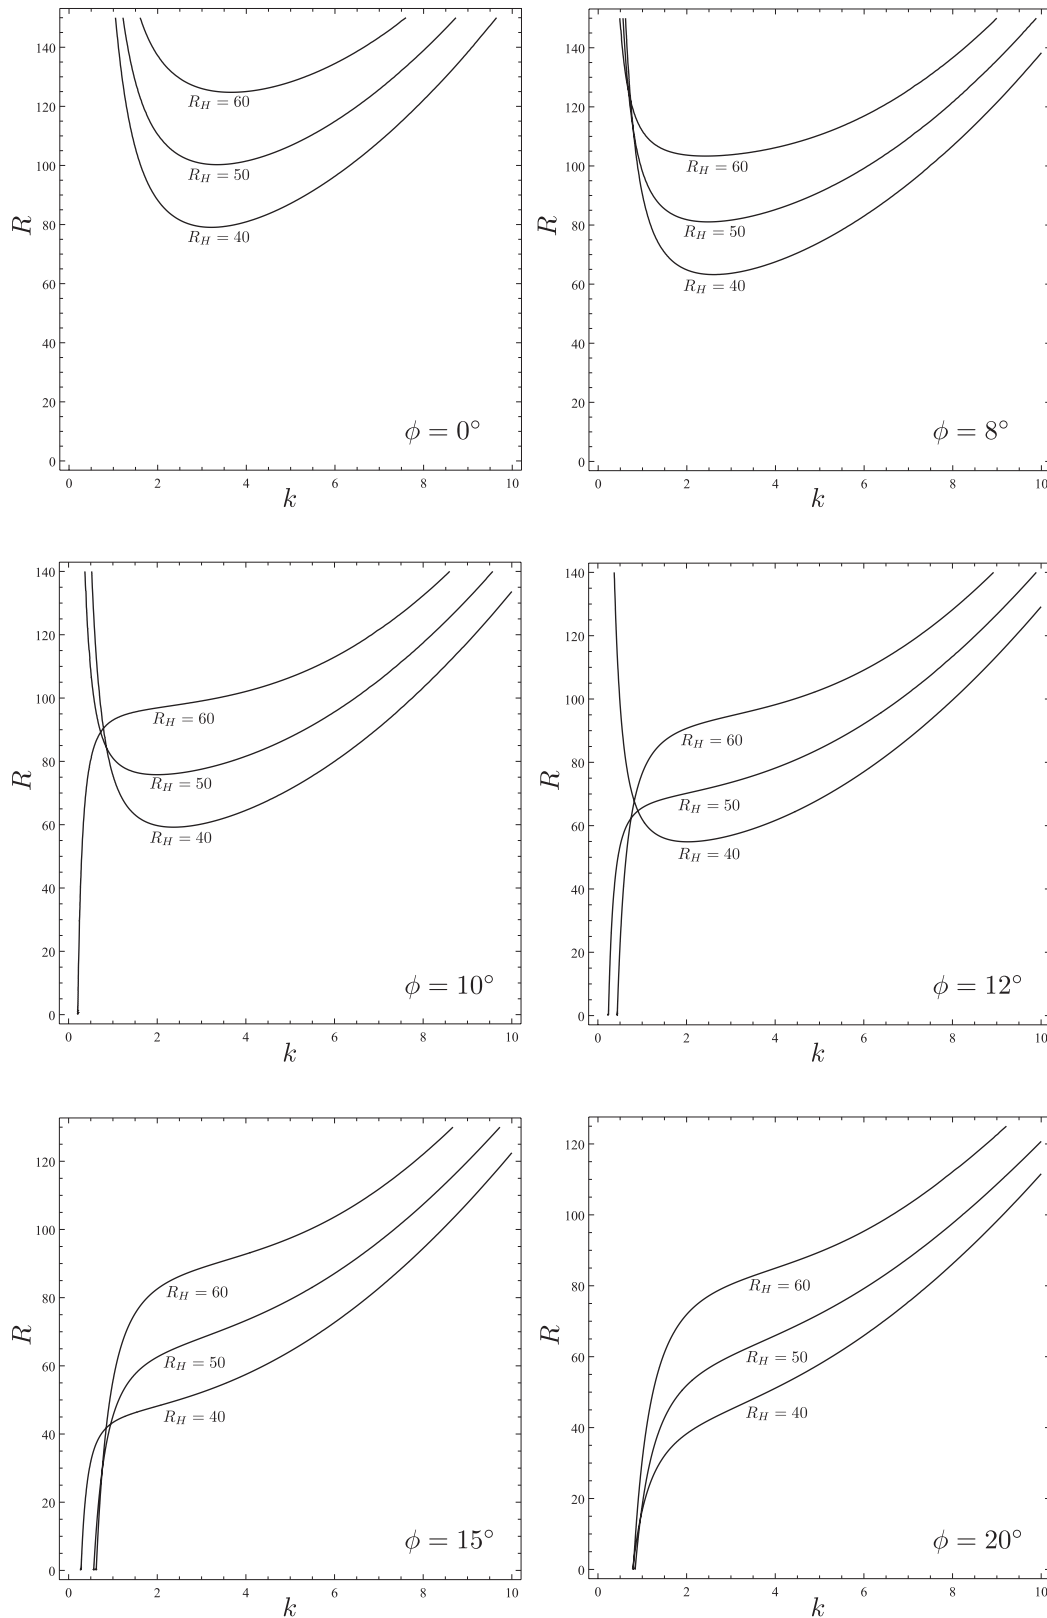 140
120
100
80
60
40
20
0
R
R_H = 60
R_H = 50
R_H = 40
ϕ = 0°
0 2 4 6 8 10
k
140
120
100
80
60
40
20
0
R
R_H = 60
R_H = 50
R_H = 40
ϕ = 8°
0 2 4 6 8 10
k
140
120
100
80
60
40
20
0
R
R_H = 60
R_H = 50
R_H = 40
ϕ = 10°
0 2 4 6 8 10
k
140
120
100
80
60
40
20
0
R
R_H = 60
R_H = 50
R_H = 40
ϕ = 12°
0 2 4 6 8 10
k
120
100
80
60
40
20
0
R
R_H = 60
R_H = 50
R_H = 40
ϕ = 15°
0 2 4 6 8 10
k
120
100
80
60
40
20
0
R
R_H = 60
R_H = 50
R_H = 40
ϕ = 20°
0 2 4 6 8 10
k